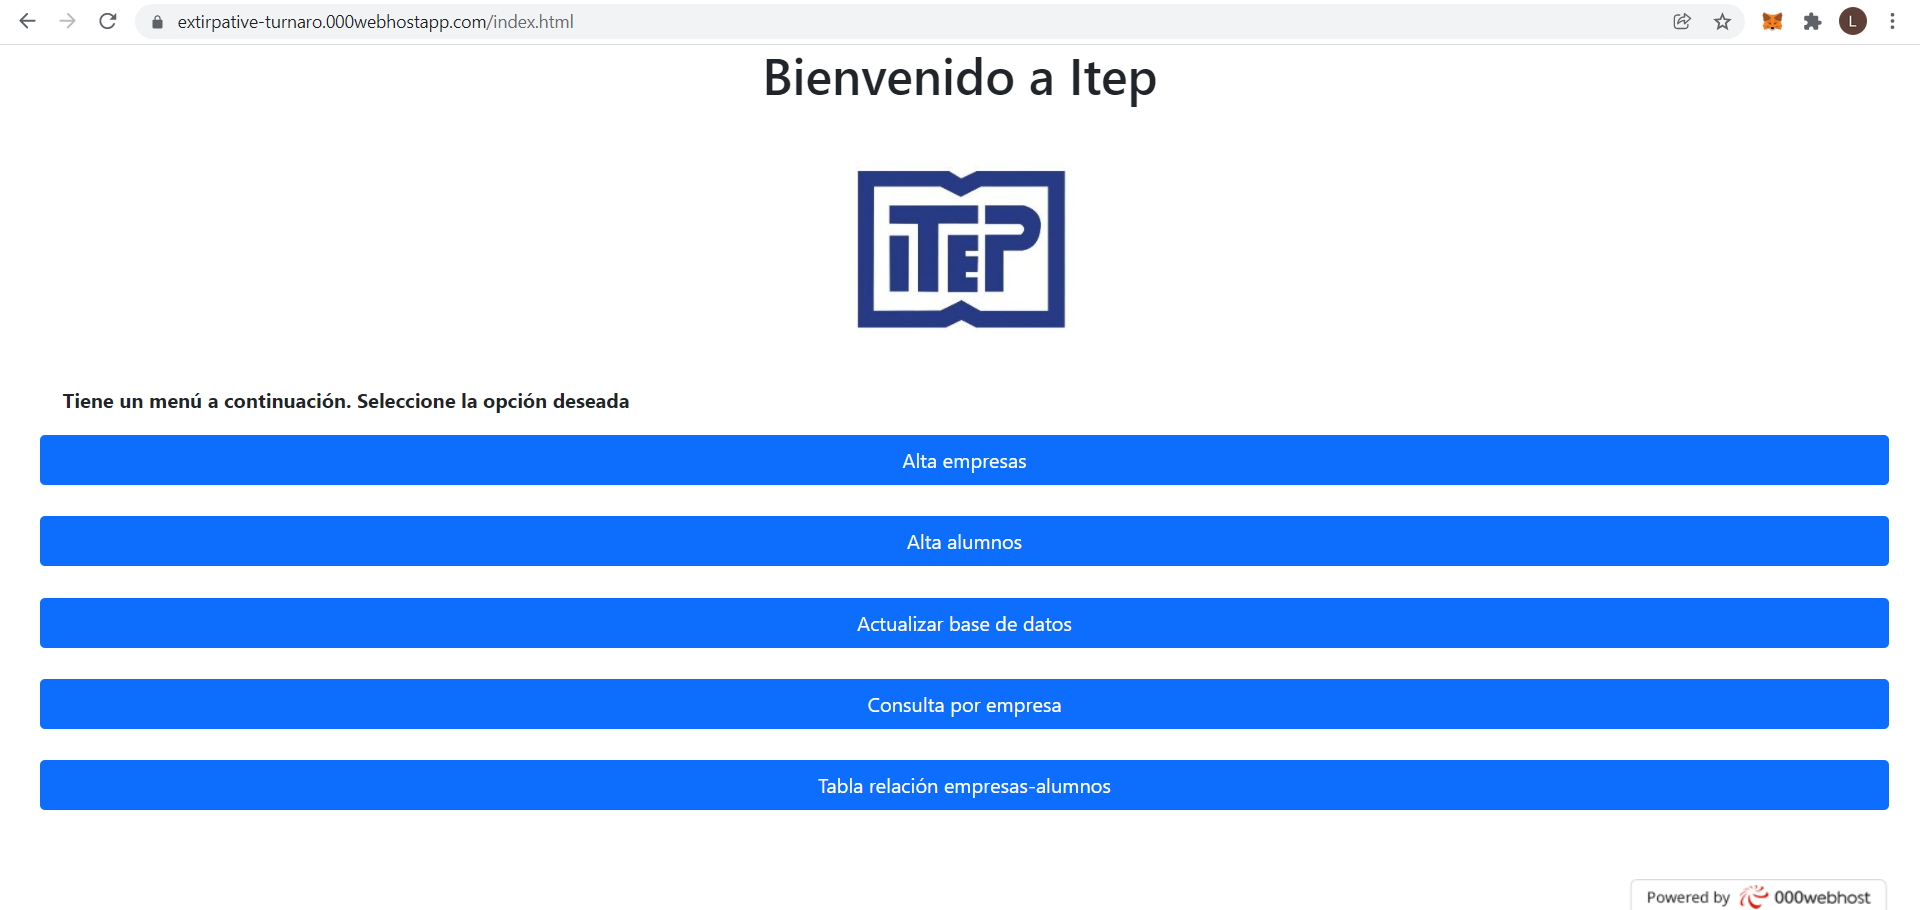 extirpative-turnaro.000webhostapp.com/index.html
L
Bienvenido a Itep
iTEP
Tiene un menú a continuación. Seleccione la opción deseada
Alta empresas
Alta alumnos
Actualizar base de datos
Consulta por empresa
Tabla relación empresas-alumnos
Powered by 000webhost